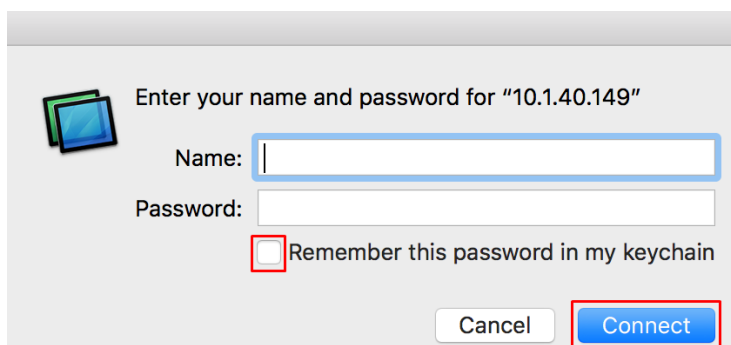 Enter your name and password for “10.1.40.149”
Name:
Password:
Remember this password in my keychain
Cancel Connect